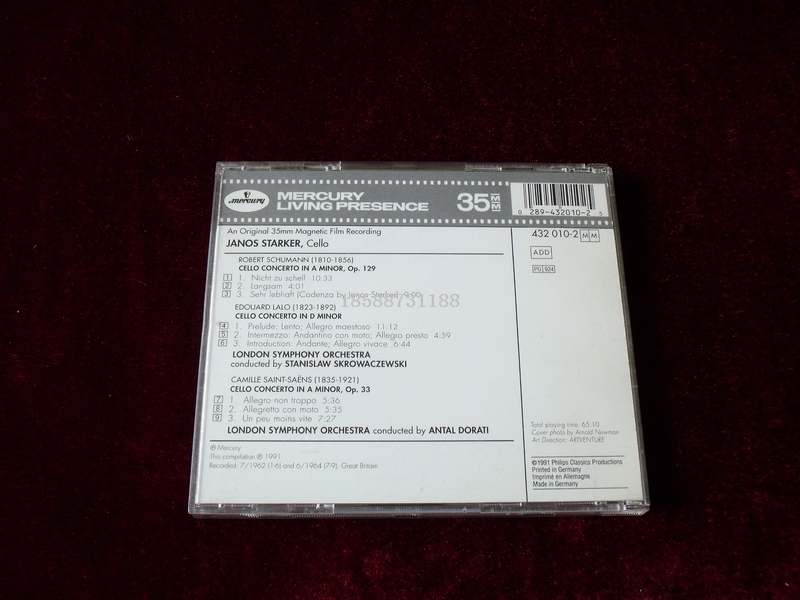 mercury
MERCURY
LIVING PRESENCE
35 MM
0 289-432010-2 5
432 010-2 MM
ADD
PG 924
An Original 35mm Magnetic Film Recording
JANOS STARKER, Cello
ROBERT SCHUMANN (1810-1856)
CELLO CONCERTO IN A MINOR, Op. 129
1 1. Nicht zu schell 10:33
2 2. Langsam 4:01
3 3. Sehr lebhaft (Cadenza by Janos Starker) 9:00
18588731188
EDOUARD LALO (1823-1892)
CELLO CONCERTO IN D MINOR
4 1. Prelude: Lento; Allegro maestoso 11:12
5 2. Intermezzo: Andantino con moto; Allegro presto 4:59
6 3. Introduction: Andante; Allegro vivace 6:44
LONDON SYMPHONY ORCHESTRA
conducted by STANISLAW SKROWACZEWSKI
CAMILLE SAINT-SAËNS (1835-1921)
CELLO CONCERTO IN A MINOR, Op. 33
7 1. Allegro non troppo 5:36
8 2. Allegretto con moto 5:35
9 3. Un peu moins vite 7:27
LONDON SYMPHONY ORCHESTRA conducted by ANTAL DORATI
℗ Mercury
This compilation ℗ 1991
Recorded: 7/1962 (1-6) and 6/1964 (7-9), Great Britain
Total playing time: 65:10
Cover photo by Arnold Newman
Art Direction: ARTVENTURE
©1991 Philips Classics Productions
Printed in Germany
Imprimé en Allemagne
Made in Germany